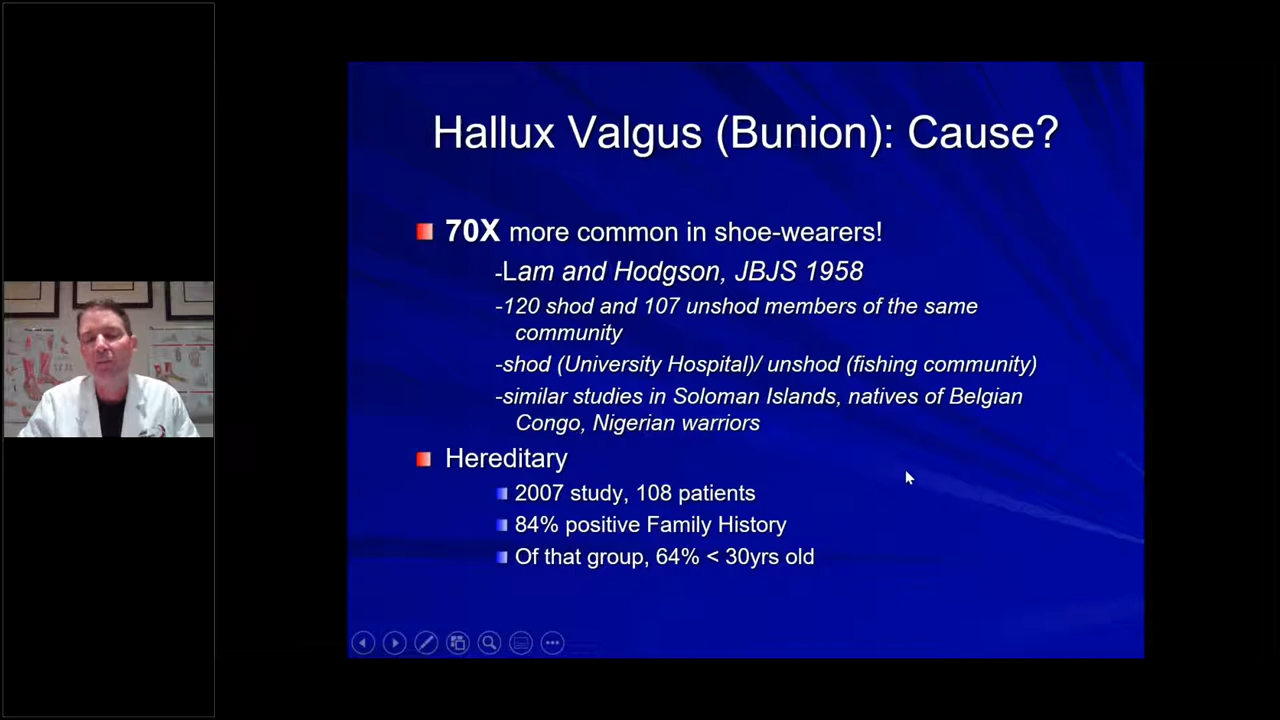 Hallux Valgus (Bunion): Cause?
70X more common in shoe-wearers!
-Lam and Hodgson, JBJS 1958
-120 shod and 107 unshod members of the same
community
-shod (University Hospital)/ unshod (fishing community)
-similar studies in Soloman Islands, natives of Belgian
Congo, Nigerian warriors
Hereditary
2007 study, 108 patients
84% positive Family History
Of that group, 64% < 30yrs old